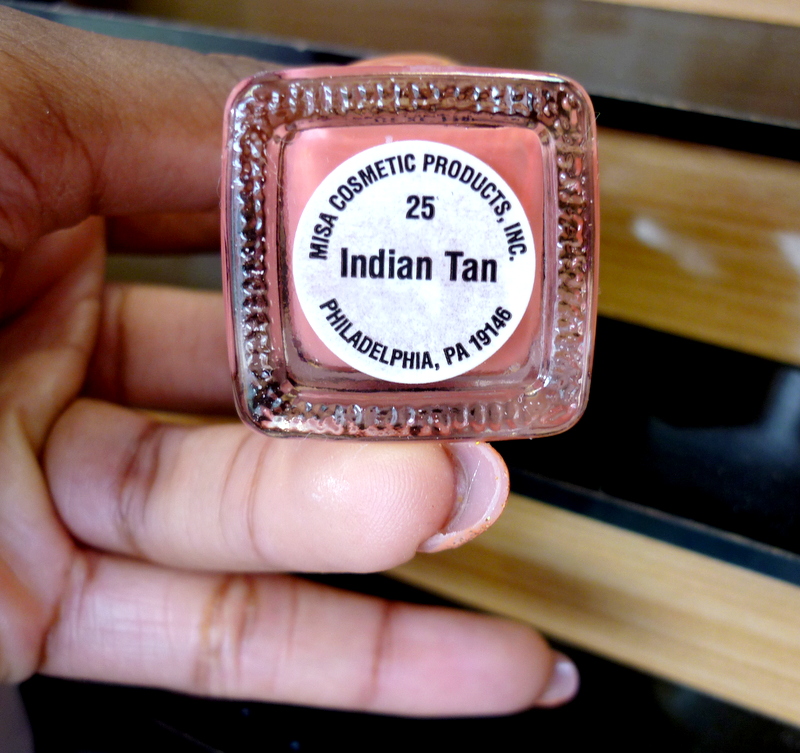 MISA COSMETIC PRODUCTS, INC.
25
Indian Tan
PHILADELPHIA, PA 19146